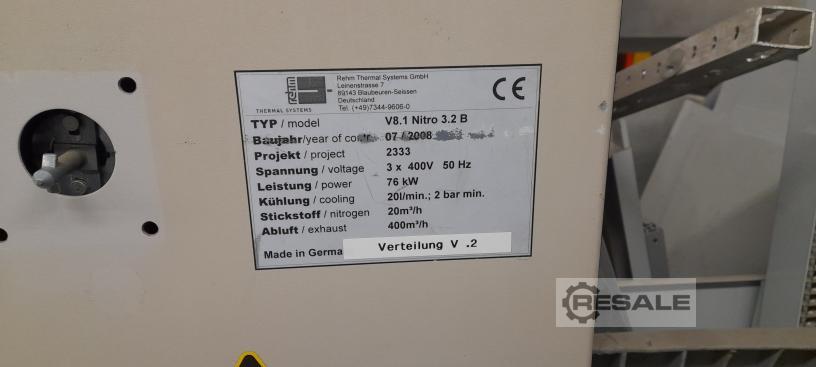 rehm
THERMAL SYSTEMS
Rehm Thermal Systems GmbH
Leinenstrasse 7
89143 Blaubeuren-Seissen
Deutschland
Tel. (+49)7344-9606-0
CE
TYP / model V8.1 Nitro 3.2 B
Baujahr/year of constr. 07 / 2008
Projekt / project 2333
Spannung / voltage 3 x 400V 50 Hz
Leistung / power 76 kW
Kühlung / cooling 20l/min.; 2 bar min.
Stickstoff / nitrogen 20m³/h
Abluft / exhaust 400m³/h
Made in Germa
Verteilung V .2
RESALE